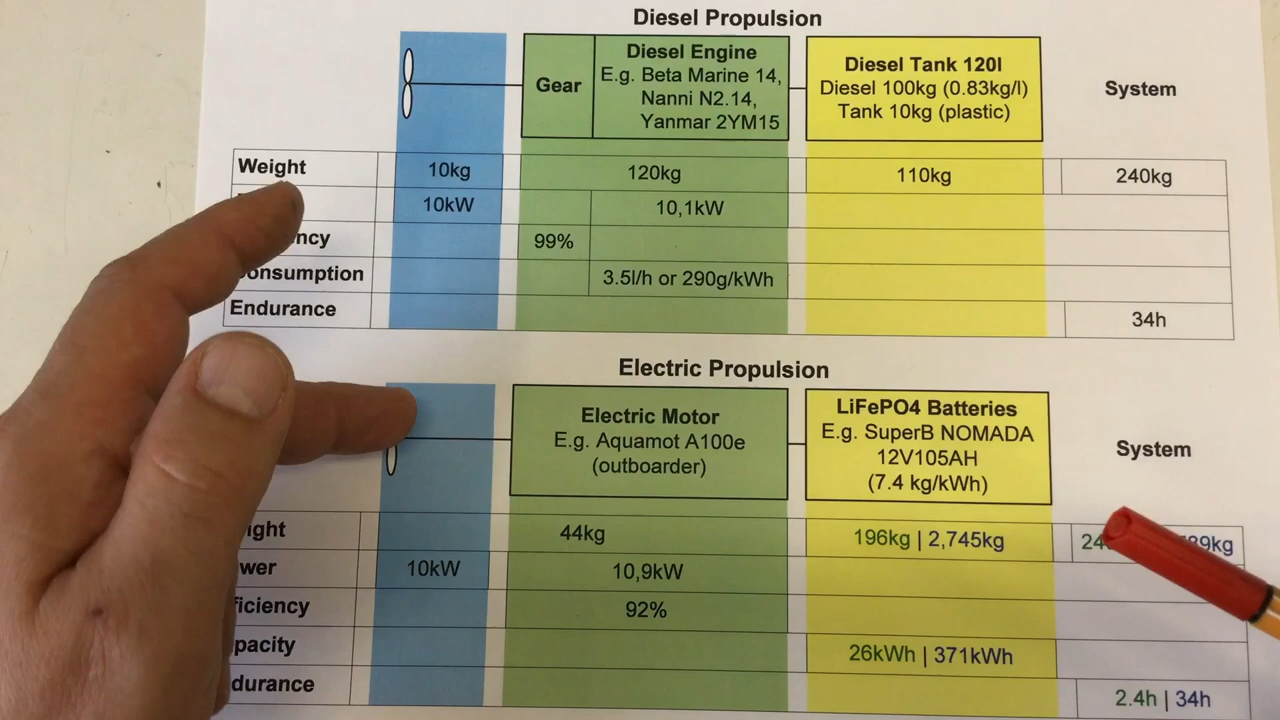 Diesel Propulsion
Gear
Diesel Engine
E.g. Beta Marine 14,
Nanni N2.14,
Yanmar 2YM15
Diesel Tank 120l
Diesel 100kg (0.83kg/l)
Tank 10kg (plastic)
System
Weight 10kg 120kg 110kg 240kg
10kW 10,1kW
ncy 99%
onsumption 3.5l/h or 290g/kWh
Endurance 34h
Electric Propulsion
Electric Motor
E.g. Aquamot A100e
(outboarder)
LiFePO4 Batteries
E.g. SuperB NOMADA
12V105AH
(7.4 kg/kWh)
System
ight 44kg 196kg | 2,745kg 24 89kg
wer 10kW 10,9kW
ficiency 92%
pacity 26kWh | 371kWh
durance 2.4h | 34h